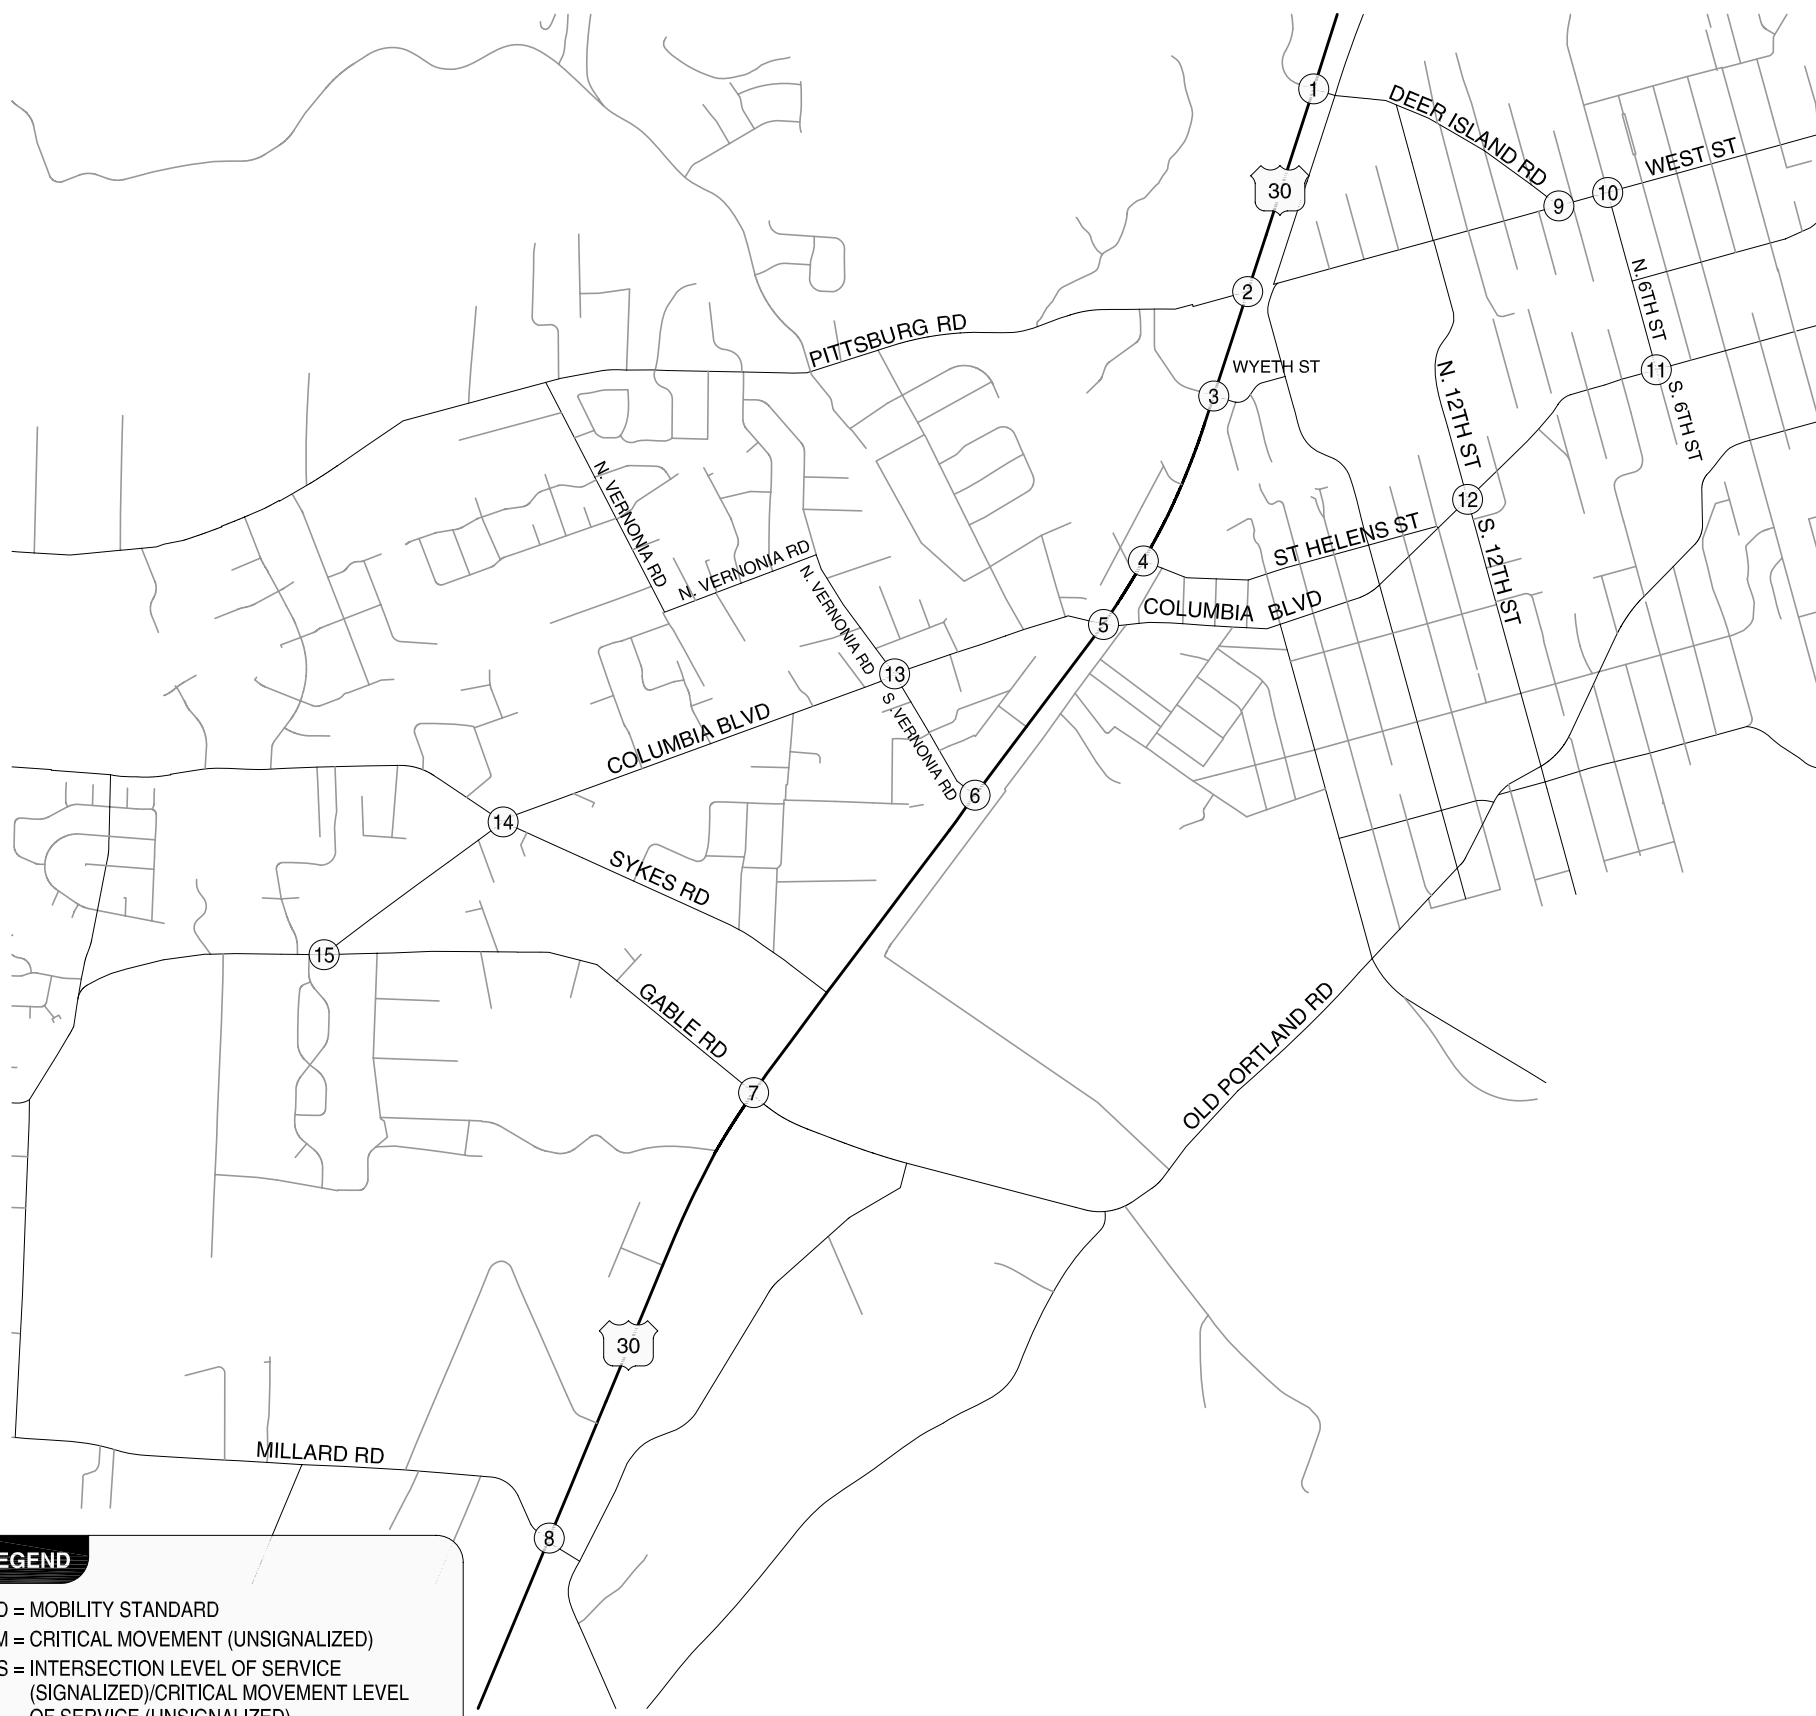 1
DEER ISLAND RD
WEST ST
30
9
10
2
N. 6TH ST
PITTSBURG RD
WYETH ST
3
11
N. 12TH ST
S. 6TH ST
N. VERNONIA RD
12
ST HELENS ST
S. 12TH ST
4
N. VERNONIA RD
N. VERNONIA RD
COLUMBIA BLVD
5
13
S. VERNONIA RD
COLUMBIA BLVD
6
14
SYKES RD
15
GABLE RD
OLD PORTLAND RD
7
30
MILLARD RD
8
EGEND
= MOBILITY STANDARD
= CRITICAL MOVEMENT (UNSIGNALIZED)
S = INTERSECTION LEVEL OF SERVICE
(SIGNALIZED)/CRITICAL MOVEMENT LEVEL
OF SERVICE (UNSIGNALIZED)